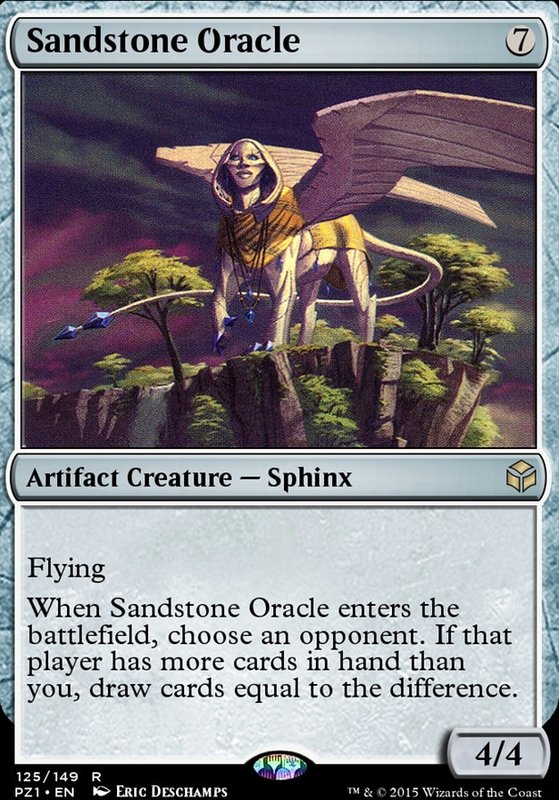 Sandstone Oracle 7
Artifact Creature — Sphinx
Flying
When Sandstone Oracle enters the
battlefield, choose an opponent. If that
player has more cards in hand than
you, draw cards equal to the difference.
4/4
125/149 R
PZ1 • EN Eric Deschamps
™ & © 2015 Wizards of the Coast